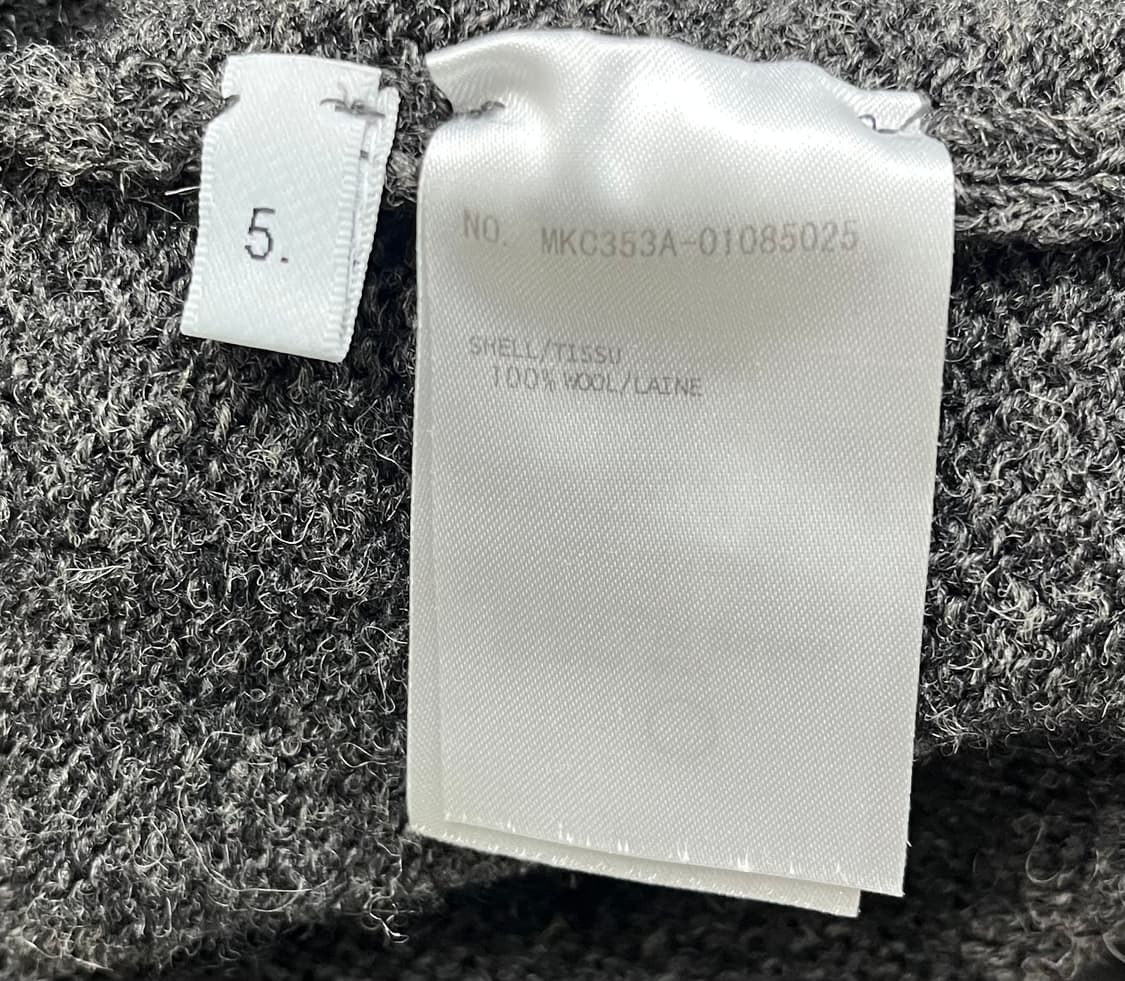 5.
NO. MKC353A-01085025
SHELL/TISSU
100% WOOL/LAINE